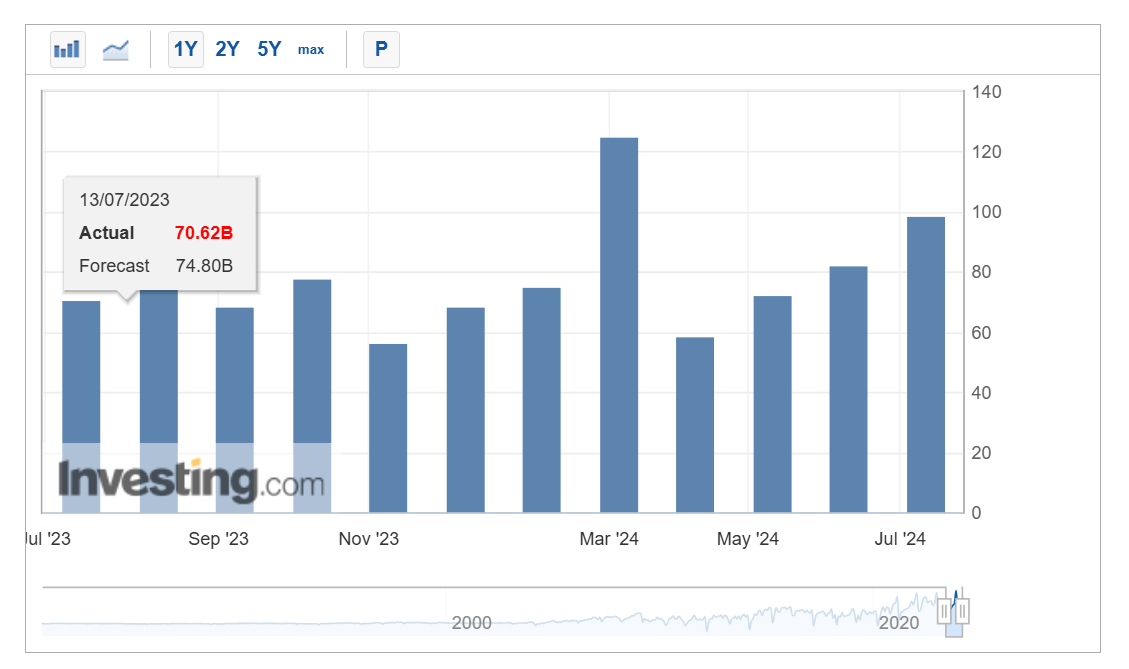 1Y 2Y 5Y max P
140
120
100
80
60
40
20
0
13/07/2023
Actual 70.62B
Forecast 74.80B
Investing.com
Jul '23 Sep '23 Nov '23 Mar '24 May '24 Jul '24
2000 2020